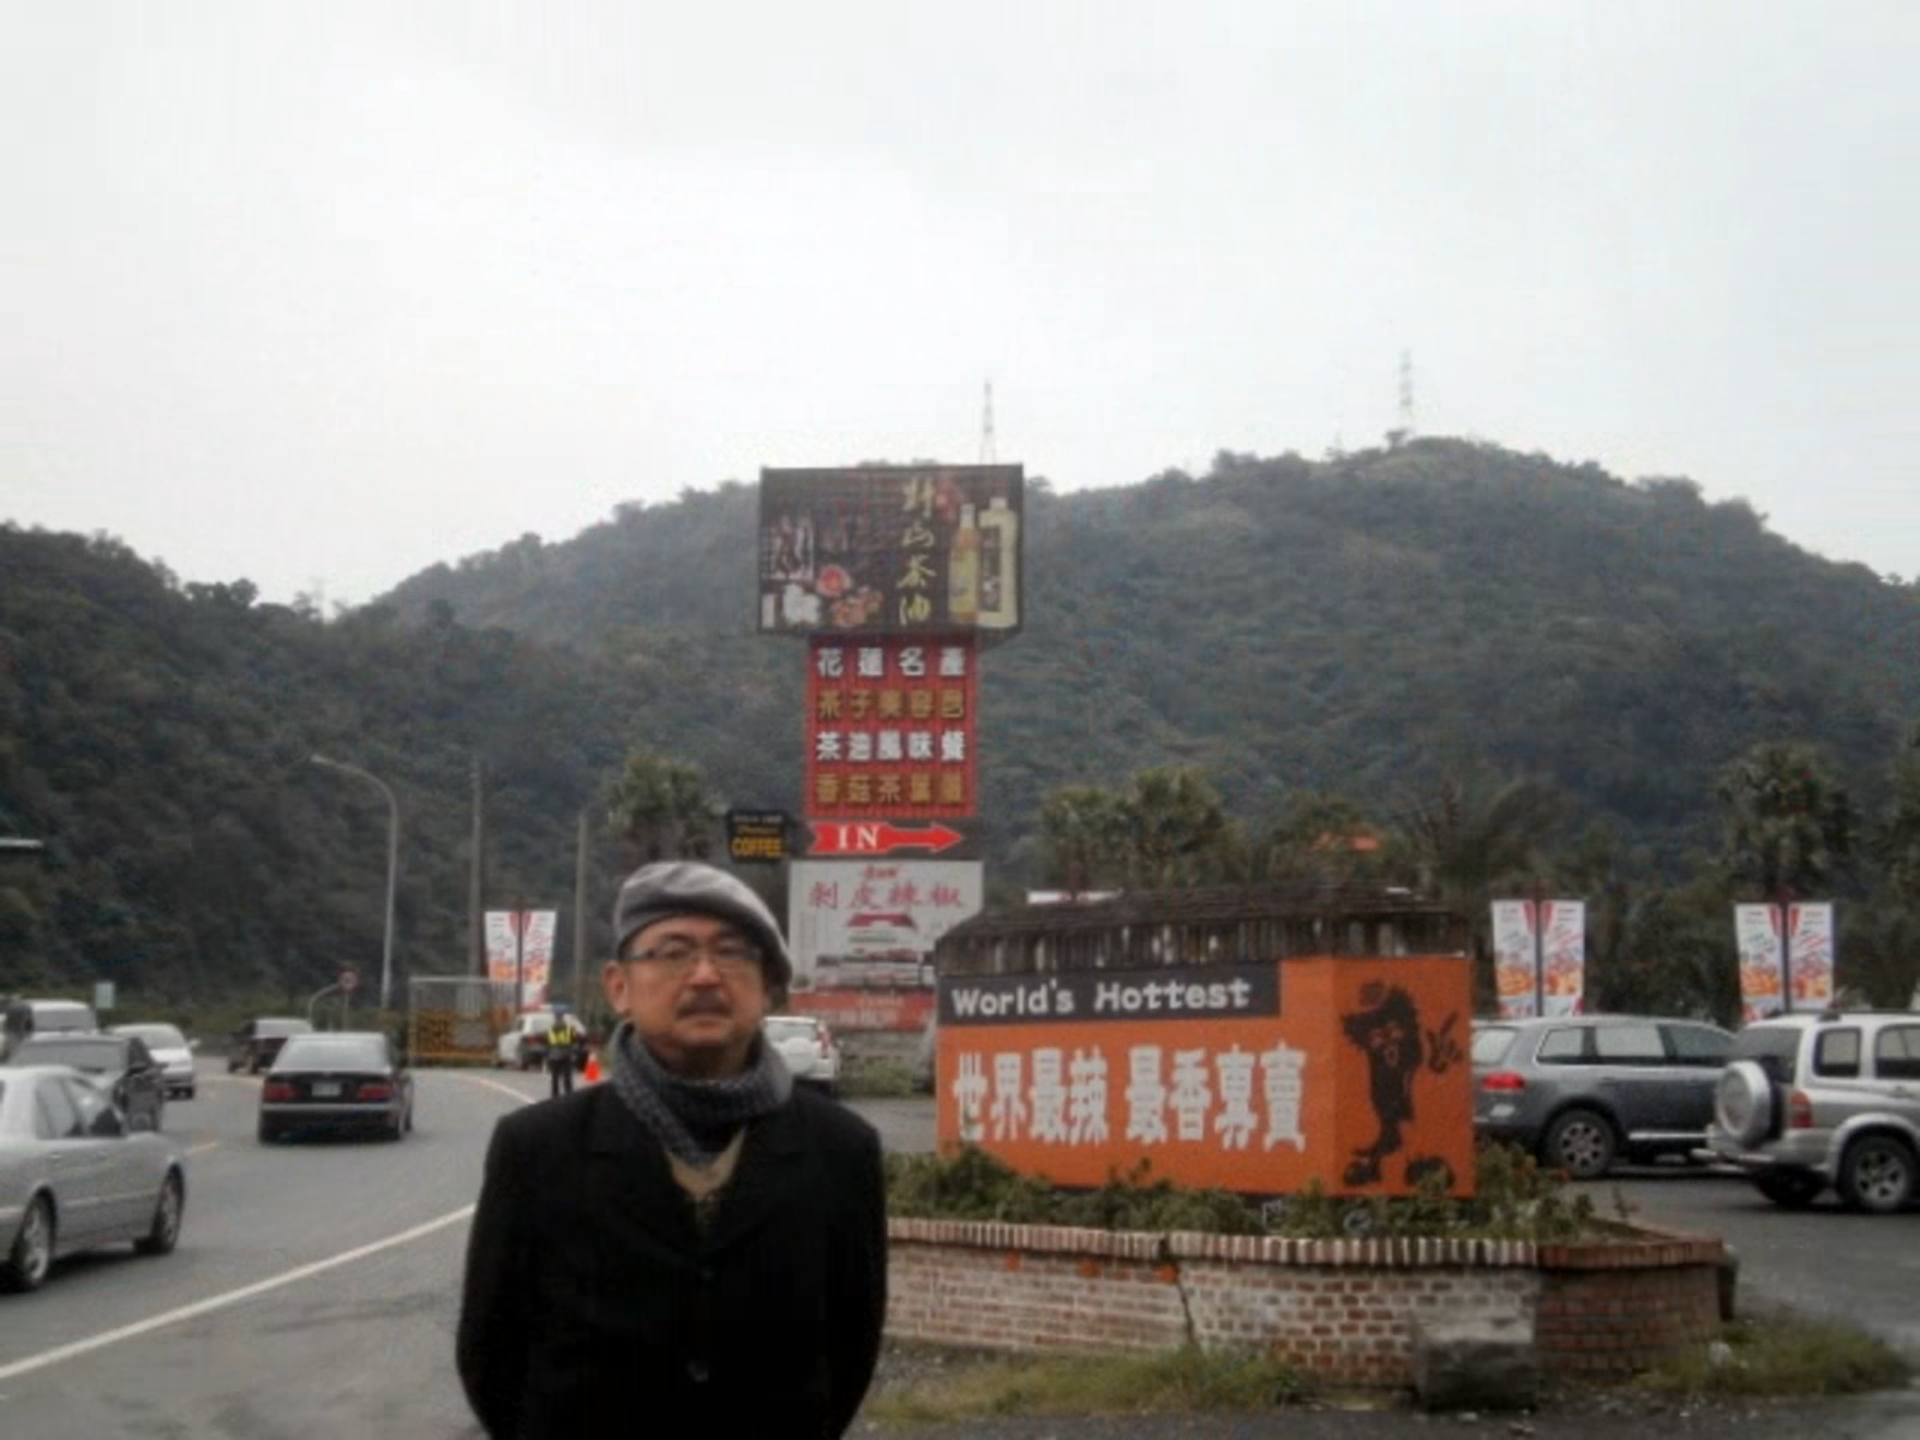 野山茶油
花蓮名產
茶子美容皂
茶油風味餐
香菇茶葉蛋
IN
COFFEE
剝皮辣椒
World's Hottest
世界最辣 最香專賣